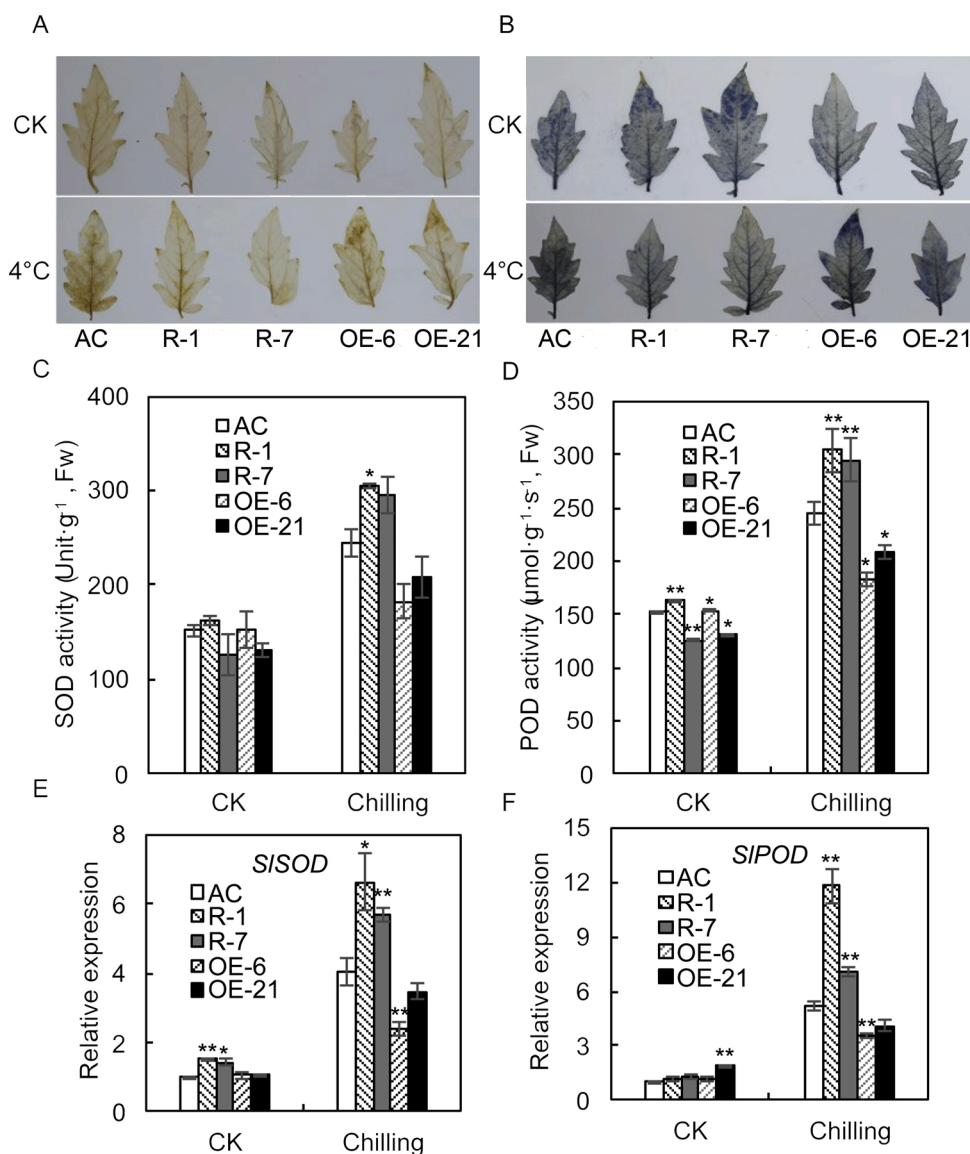 A
B
CK
CK
4°C
4°C
AC R-1 R-7 OE-6 OE-21
AC R-1 R-7 OE-6 OE-21
C
SOD activity (Unit·g⁻¹, Fw)
400
300
200
100
0
AC
R-1
R-7
OE-6
OE-21
*
CK Chilling
D
POD activity (µmol·g⁻¹·s⁻¹, Fw)
350
300
250
200
150
100
50
0
AC
R-1
R-7
OE-6
OE-21
** ** * *
** ** * *
CK Chilling
E
Relative expression
8
6
4
2
0
SlSOD
AC
R-1
R-7
OE-6
OE-21
** *
* ** **
CK Chilling
F
Relative expression
15
12
9
6
3
0
SlPOD
AC
R-1
R-7
OE-6
OE-21
**
** ** **
CK Chilling